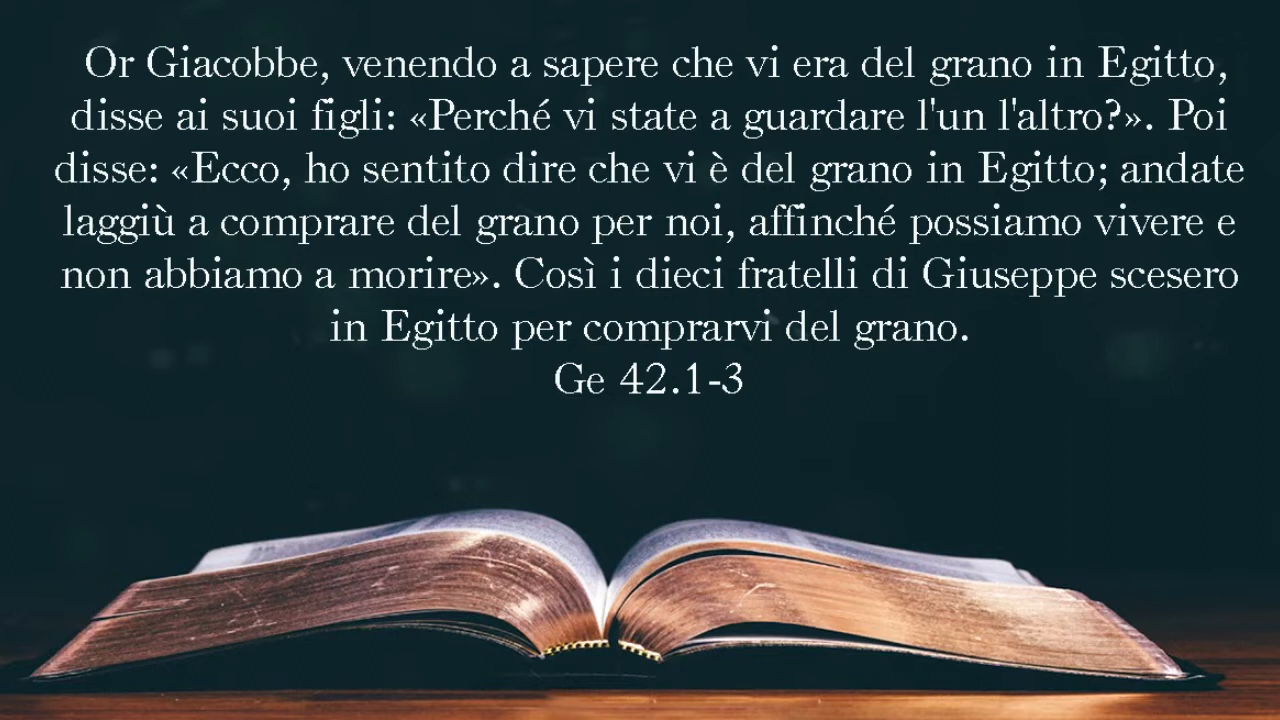 Or Giacobbe, venendo a sapere che vi era del grano in Egitto,
disse ai suoi figli: «Perché vi state a guardare l'un l'altro?». Poi
disse: «Ecco, ho sentito dire che vi è del grano in Egitto; andate
laggiù a comprare del grano per noi, affinché possiamo vivere e
non abbiamo a morire». Così i dieci fratelli di Giuseppe scesero
in Egitto per comprarvi del grano.
Ge 42.1-3